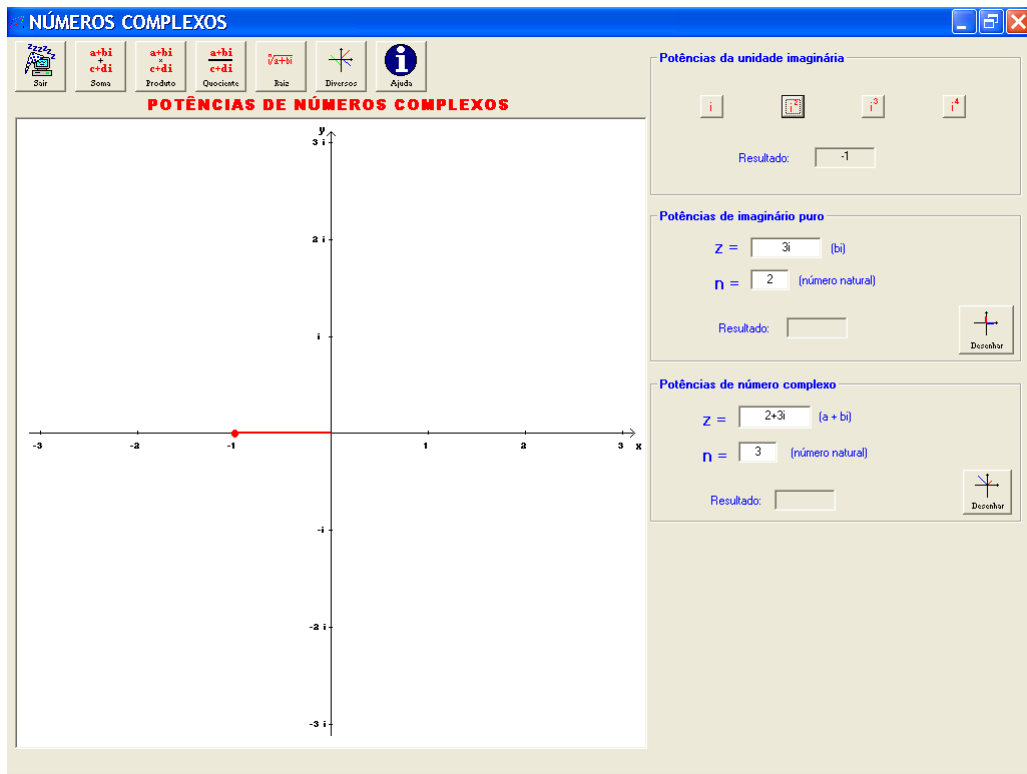 NÚMEROS COMPLEXOS
zzzzz
Sair
a+bi
+
c+di
Soma
a+bi
×
c+di
Produto
a+bi
c+di
Quociente
ⁿ√a+bi
Raiz
Diversos
i
Ajuda
POTÊNCIAS DE NÚMEROS COMPLEXOS
y
3 i
2 i
i
-3 -2 -1 1 2 3 x
-i
-2 i
-3 i
Potências da unidade imaginária
i i² i³ i⁴
Resultado: -1
Potências de imaginário puro
z = 3i (bi)
n = 2 (número natural)
Resultado:
Desenhar
Potências de número complexo
z = 2+3i (a + bi)
n = 3 (número natural)
Resultado:
Desenhar